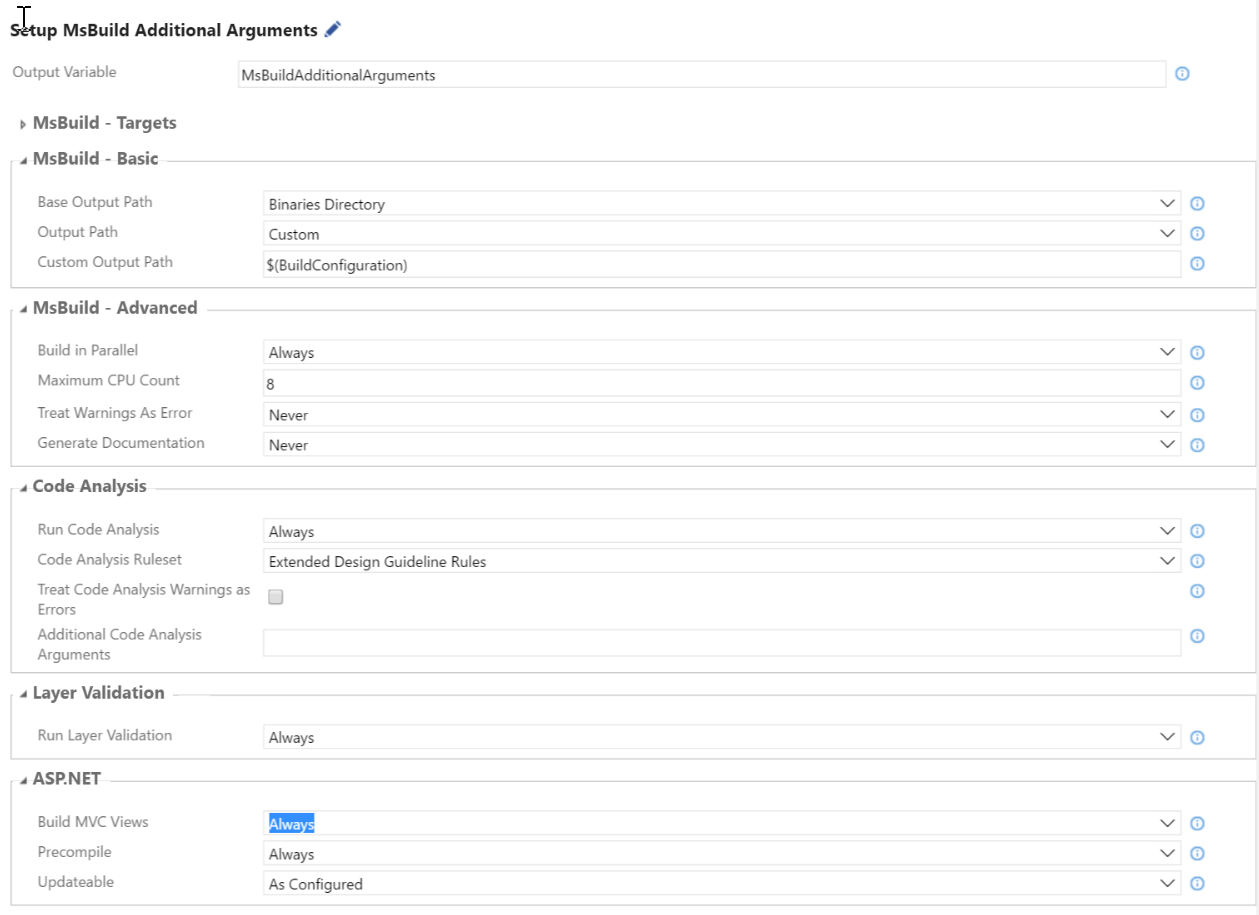 Setup MsBuild Additional Arguments
Output Variable MsBuildAdditionalArguments
MsBuild - Targets
MsBuild - Basic
Base Output Path Binaries Directory
Output Path Custom
Custom Output Path $(BuildConfiguration)
MsBuild - Advanced
Build in Parallel Always
Maximum CPU Count 8
Treat Warnings As Error Never
Generate Documentation Never
Code Analysis
Run Code Analysis Always
Code Analysis Ruleset Extended Design Guideline Rules
Treat Code Analysis Warnings as
Errors
Additional Code Analysis
Arguments
Layer Validation
Run Layer Validation Always
ASP.NET
Build MVC Views Always
Precompile Always
Updateable As Configured